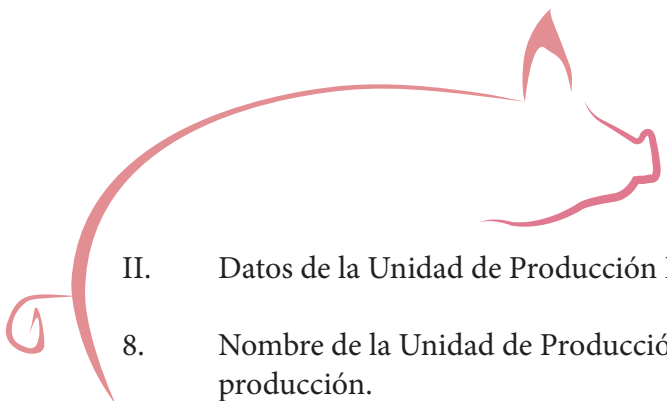 II. Datos de la Unidad de Producción
8. Nombre de la Unidad de Producció
producción.